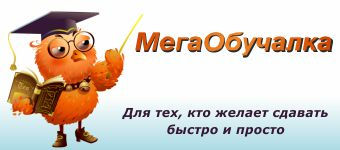 МегаОбучалка
Для тех, кто желает сдавать
быстро и просто